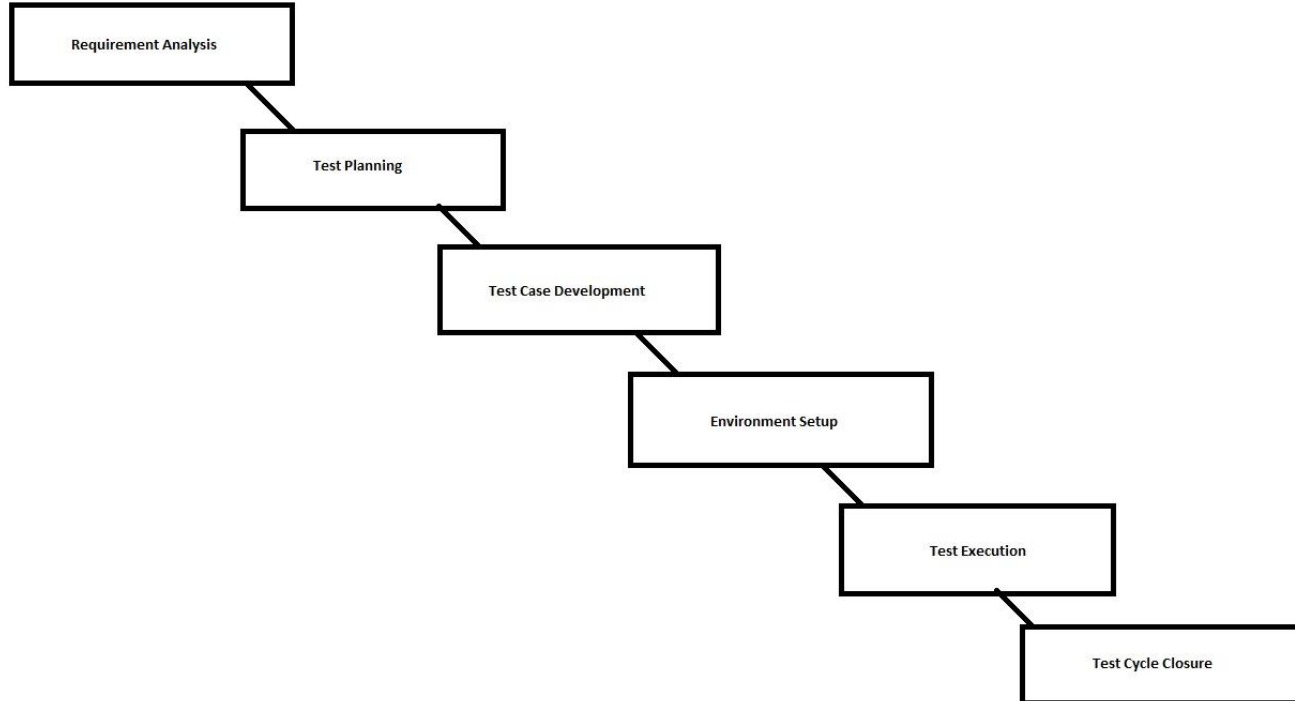 Requirement Analysis
Test Planning
Test Case Development
Environment Setup
Test Execution
Test Cycle Closure